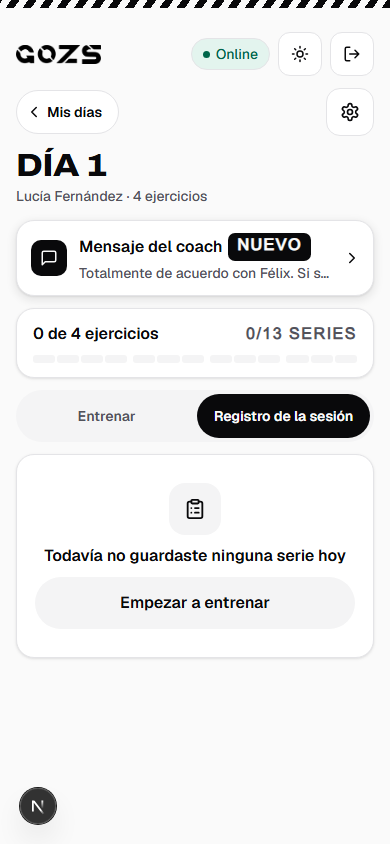 GOZS
Online
Mis días
DÍA 1
Lucía Fernández · 4 ejercicios
Mensaje del coach NUEVO
Totalmente de acuerdo con Félix. Si s...
0 de 4 ejercicios
0/13 SERIES
Entrenar
Registro de la sesión
Todavía no guardaste ninguna serie hoy
Empezar a entrenar
N